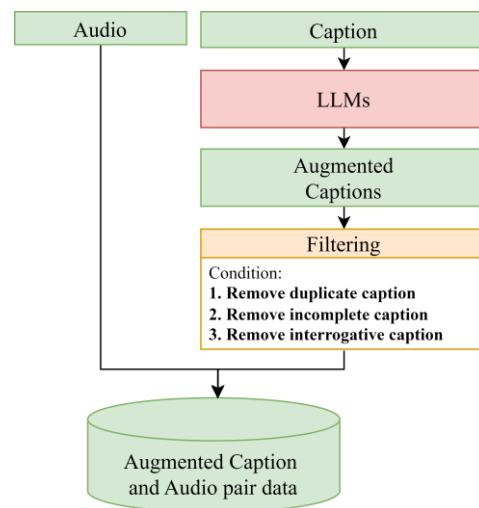 Audio
Caption
LLMs
Augmented
Captions
Filtering
Condition:
1. Remove duplicate caption
2. Remove incomplete caption
3. Remove interrogative caption
Augmented Caption
and Audio pair data